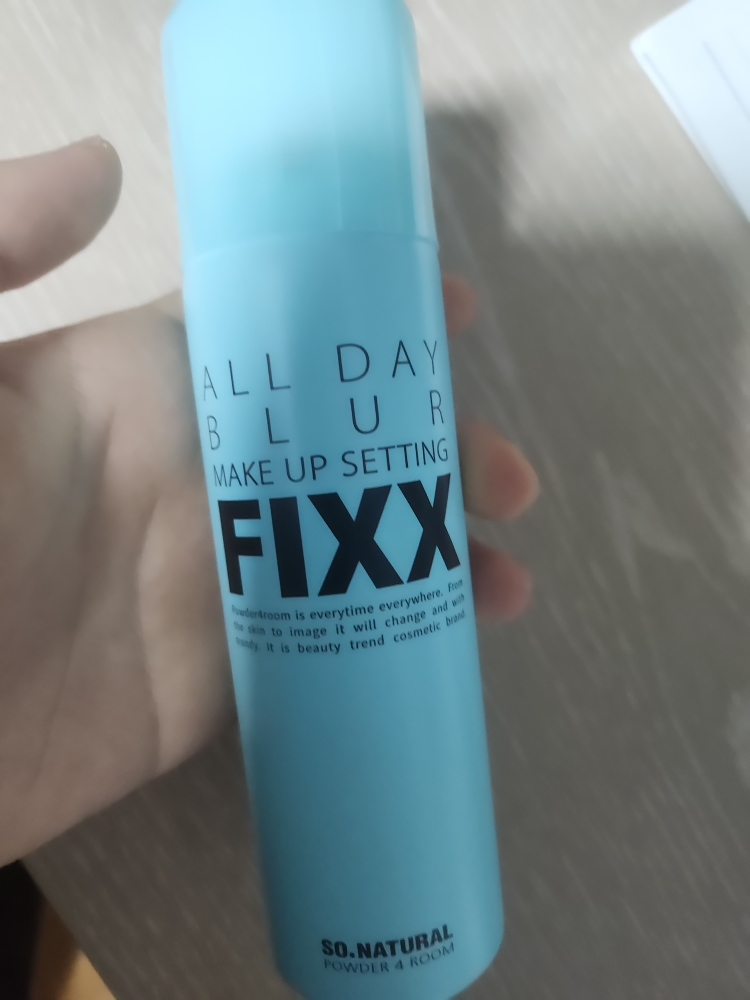 ALL DAY
BLUR
MAKE UP SETTING
FIXX
Powder4room is everytime everywhere. From
the skin to image it will change and with
trendy. It is beauty trend cosmetic brand.
SO.NATURAL
POWDER 4 ROOM